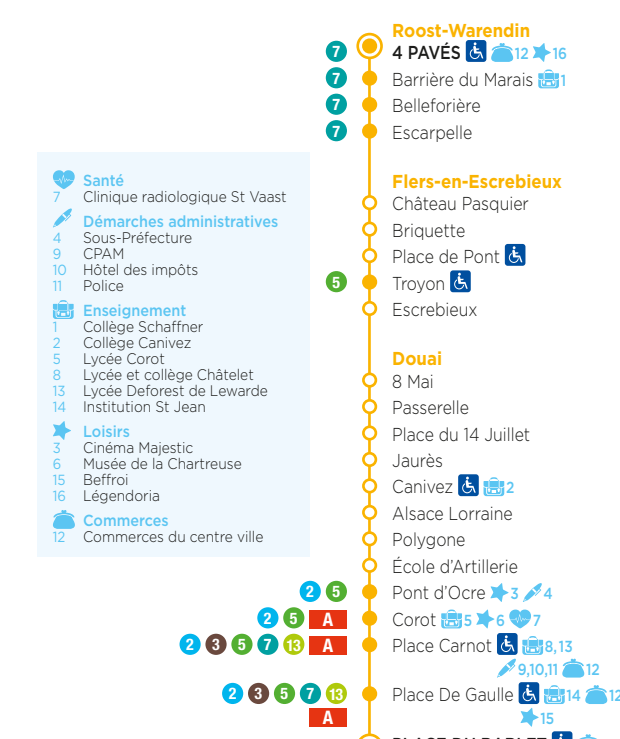 Roost-Warendin
7 4 PAVÉS 12 16
7 Barrière du Marais 1
7 Belleforière
7 Escarpelle
Santé
7 Clinique radiologique St Vaast
Démarches administratives
4 Sous-Préfecture
9 CPAM
10 Hôtel des impôts
11 Police
Enseignement
1 Collège Schaffner
2 Collège Canivez
5 Lycée Corot
8 Lycée et collège Châtelet
13 Lycée Deforest de Lewarde
14 Institution St Jean
Loisirs
3 Cinéma Majestic
6 Musée de la Chartreuse
15 Beffroi
16 Légendoria
Commerces
12 Commerces du centre ville
Flers-en-Escrebieux
Château Pasquier
Briquette
Place de Pont
5 Troyon
Escrebieux
Douai
8 Mai
Passerelle
Place du 14 Juillet
Jaurès
Canivez 2
Alsace Lorraine
Polygone
École d'Artillerie
2 5 Pont d'Ocre 3 4
2 5 A Corot 5 6 7
2 3 5 7 13 A Place Carnot 8,13
9,10,11 12
2 3 5 7 13 Place De Gaulle 14 12
A 15